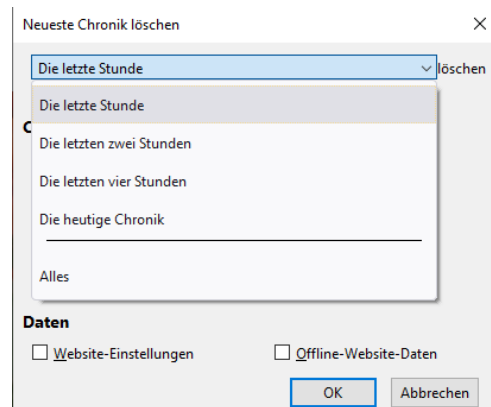 Neueste Chronik löschen
Die letzte Stunde löschen
Die letzte Stunde
Die letzten zwei Stunden
Die letzten vier Stunden
Die heutige Chronik
Alles
Daten
Website-Einstellungen Offline-Website-Daten
OK Abbrechen